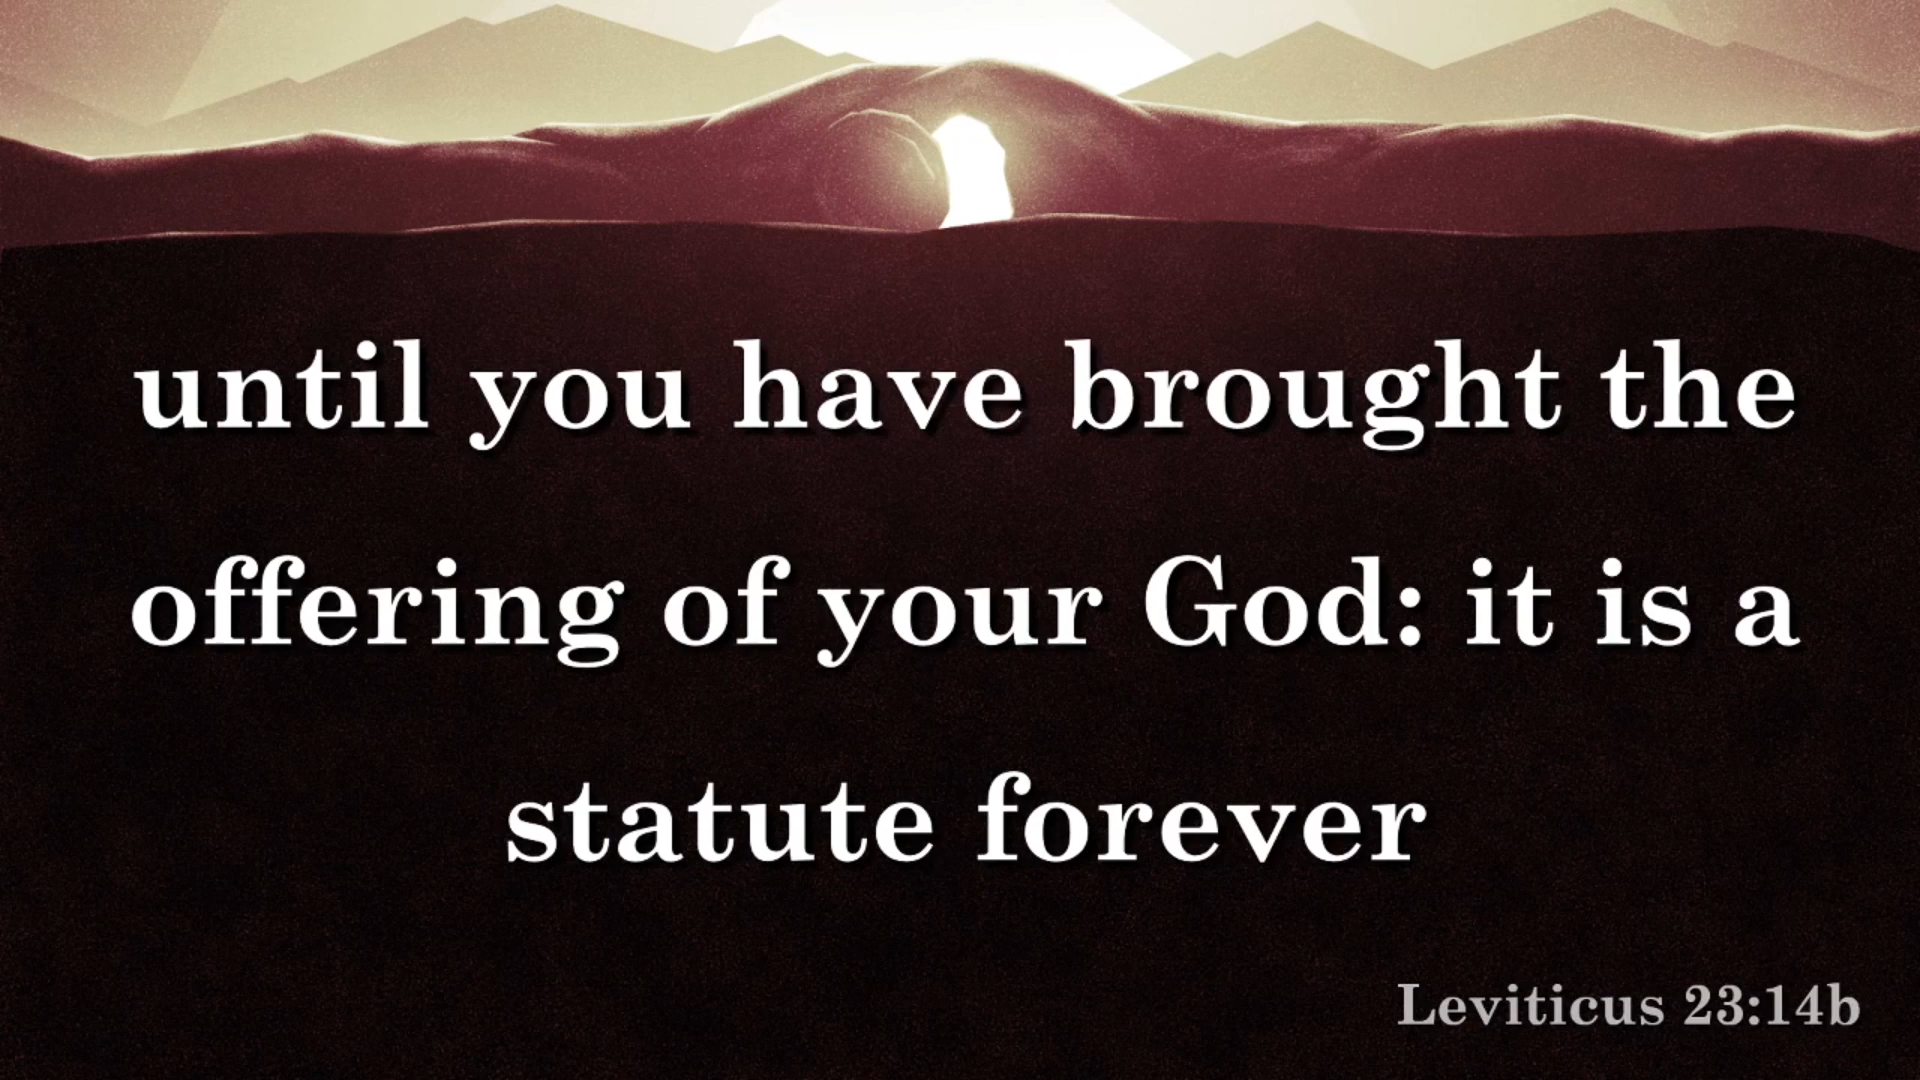 until you have brought the
offering of your God: it is a
statute forever
Leviticus 23:14b